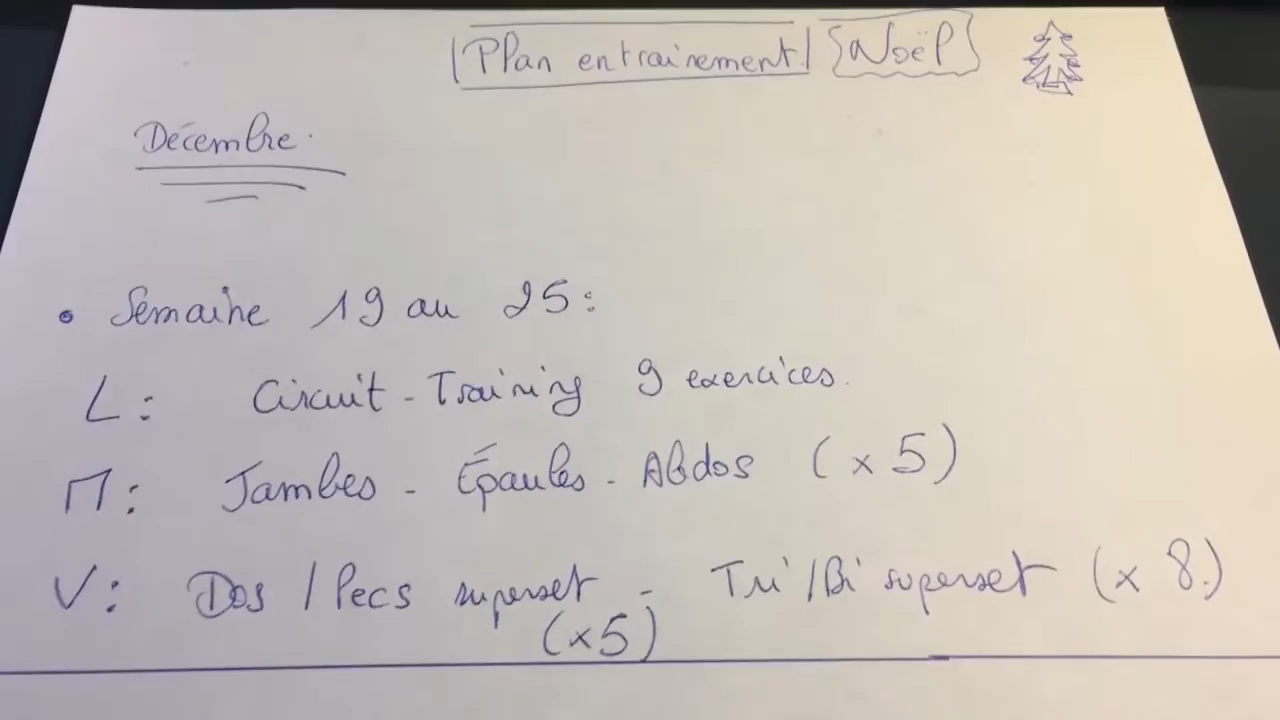 Plan entrainement Noël
Décembre.
• Semaine 19 au 25 :
L : Circuit - Training 9 exercices.
M : Jambes - Épaules - Abdos (x 5)
V : Dos / Pecs superset - Tri / Bi superset (x 8.)
(x5)